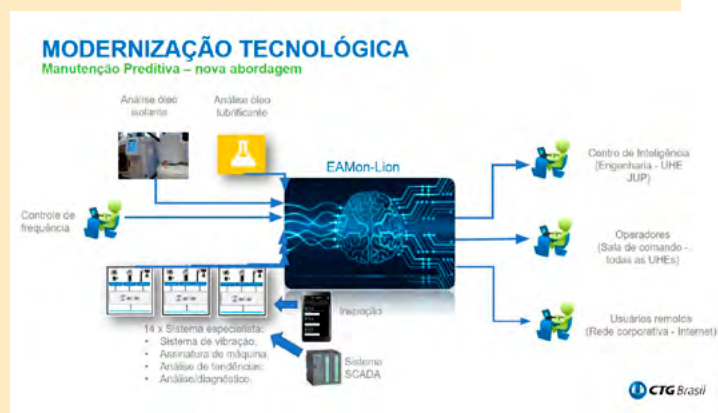 MODERNIZAÇÃO TECNOLÓGICA
Manutenção Preditiva – nova abordagem
Análise óleo
isolante
Análise óleo
lubrificante
EAMon-Lion
Controle de
frequência
Centro de Inteligência
(Engenharia - UHE
JUP)
Operadores
(Sala de comando -
todas as UHEs)
Usuários remotos
(Rede corporativa - Internet)
Inspeção
14 x Sistema especialista:
• Sistema de vibração;
• Assinatura de máquina;
• Análise de tendências;
• Análise/diagnóstico.
Sistema
SCADA
CTG Brasil